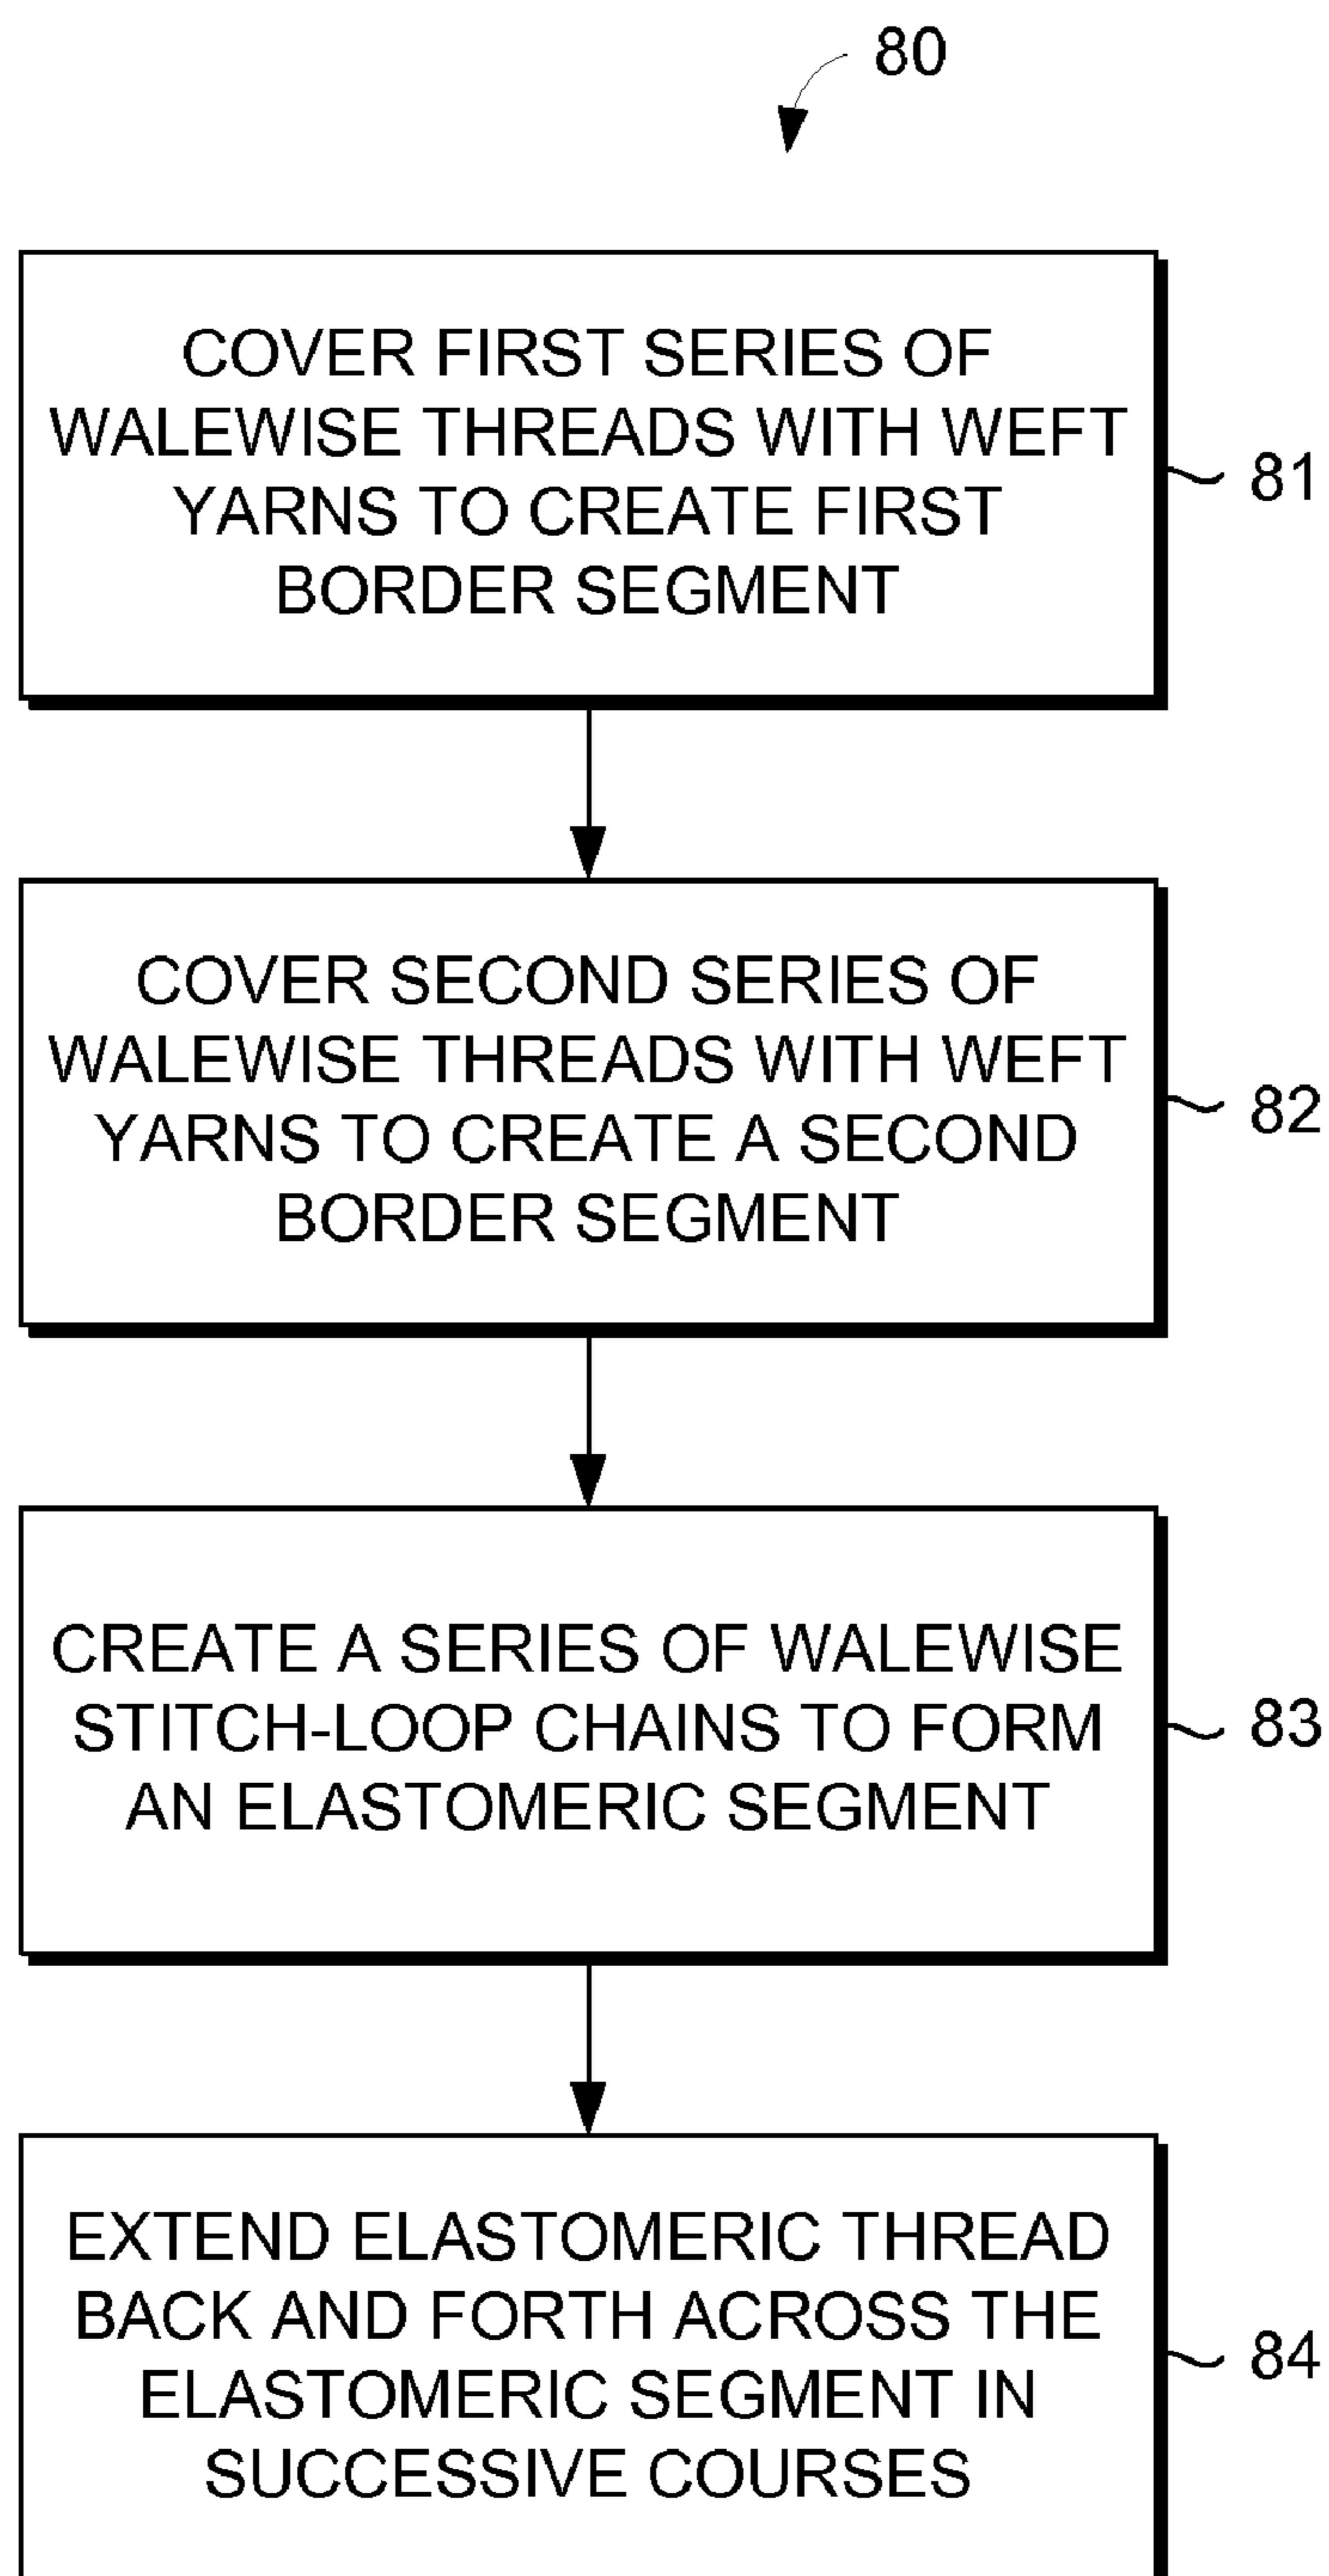 80
COVER FIRST SERIES OF
WALEWISE THREADS WITH WEFT
YARNS TO CREATE FIRST
BORDER SEGMENT
81
COVER SECOND SERIES OF
WALEWISE THREADS WITH WEFT
YARNS TO CREATE A SECOND
BORDER SEGMENT
82
CREATE A SERIES OF WALEWISE
STITCH-LOOP CHAINS TO FORM
AN ELASTOMERIC SEGMENT
83
EXTEND ELASTOMERIC THREAD
BACK AND FORTH ACROSS THE
ELASTOMERIC SEGMENT IN
SUCCESSIVE COURSES
84